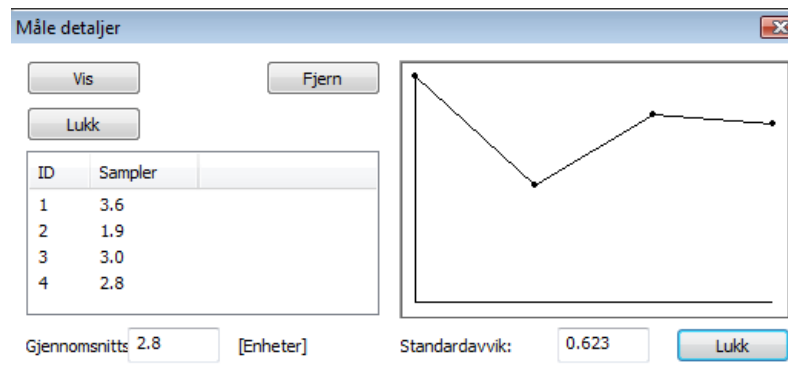 Måle detaljer
Vis
Fjern
Lukk
ID Sampler
1 3.6
2 1.9
3 3.0
4 2.8
Gjennomsnitts 2.8 [Enheter]
Standardavvik: 0.623
Lukk